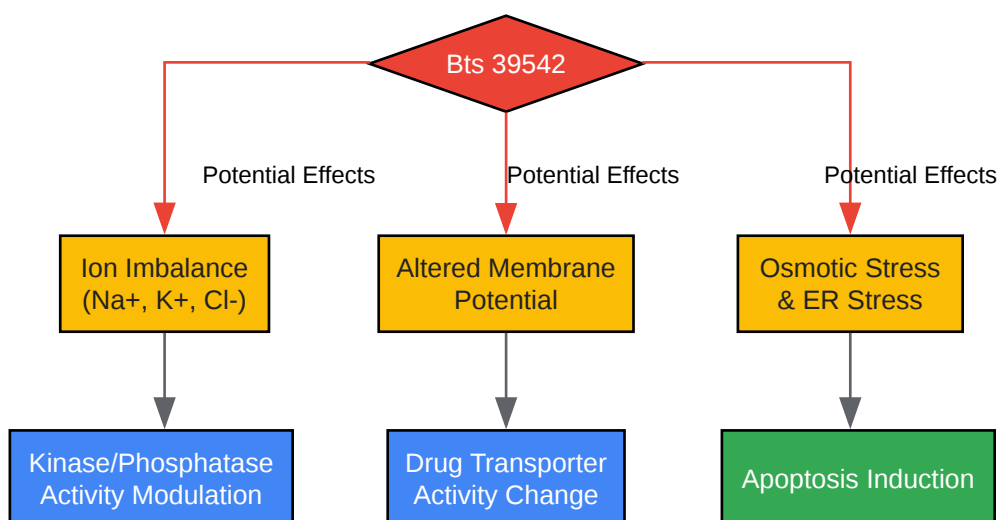 Bts 39542
Potential Effects
Potential Effects
Potential Effects
Ion Imbalance
(Na+, K+, Cl-)
Altered Membrane
Potential
Osmotic Stress
& ER Stress
Kinase/Phosphatase
Activity Modulation
Drug Transporter
Activity Change
Apoptosis Induction